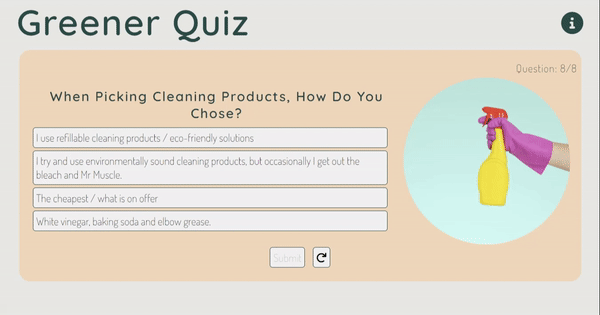 Greener Quiz
Question: 8/8
When Picking Cleaning Products, How Do You
Chose?
I use refillable cleaning products / eco-friendly solutions
I try and use environmentally sound cleaning products, but occasionally I get out the
bleach and Mr Muscle.
The cheapest / what is on offer
White vinegar, baking soda and elbow grease.
Submit